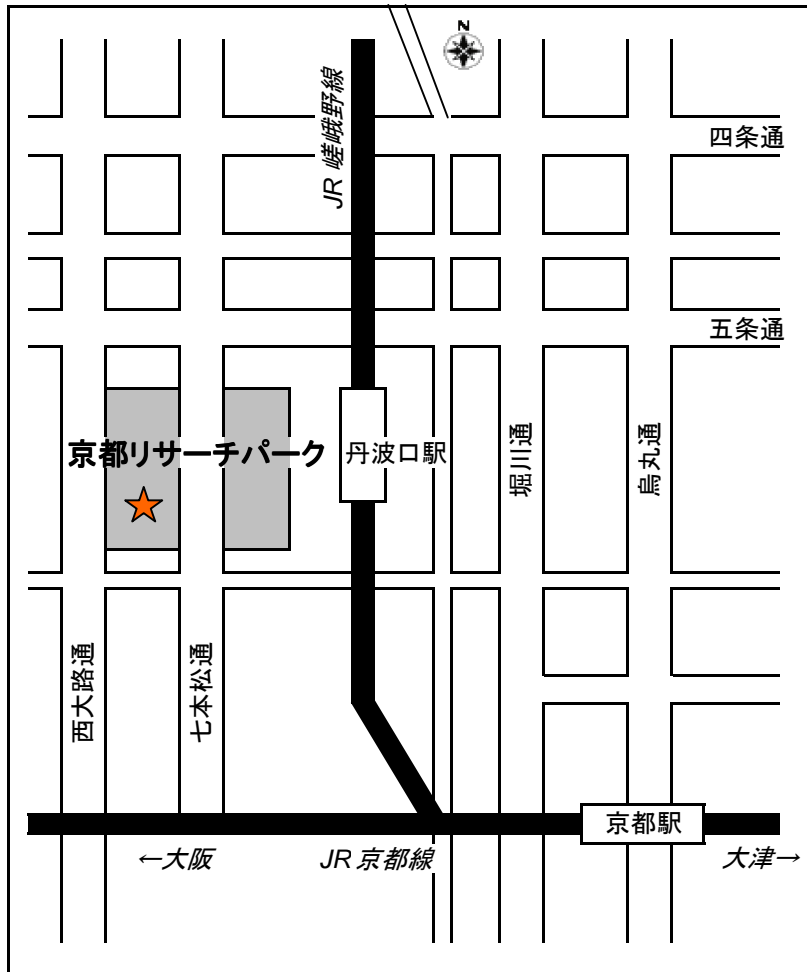 N
JR 嵯峨野線
四条通
五条通
京都リサーチパーク
丹波口駅
堀川通
烏丸通
西大路通
七本松通
京都駅
←大阪
JR 京都線
大津→